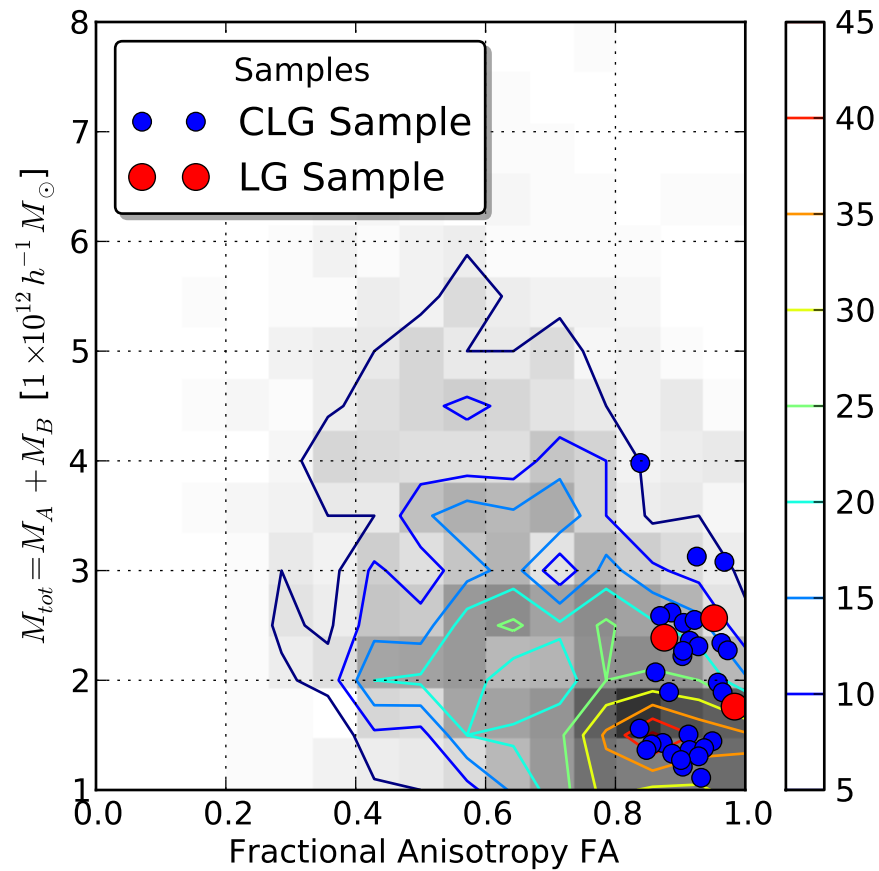 Samples
CLG Sample
LG Sample
8
7
6
5
4
3
2
1
0.0 0.2 0.4 0.6 0.8 1.0
Fractional Anisotropy FA
M_{tot}=M_A +M_B [1 ×10^{12} h^{-1} M_⊙]
45
40
35
30
25
20
15
10
5